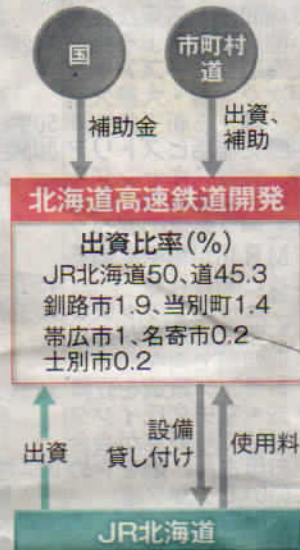 国
市町村
道
補助金
出資、
補助
北海道高速鉄道開発
出資比率(%)
JR北海道50、道45.3
釧路市1.9、当別町1.4
帯広市1、名寄市0.2
士別市0.2
出資
設備
貸し付け
使用料
JR北海道